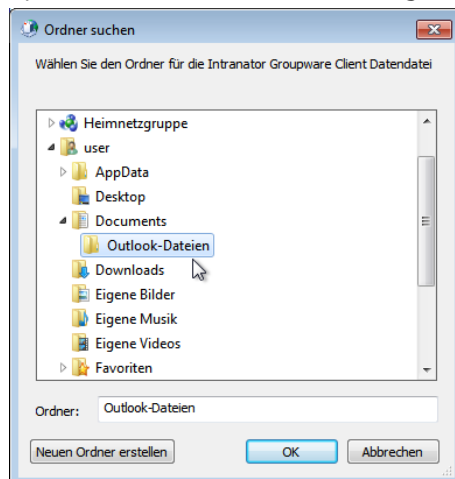 Ordner suchen
Wählen Sie den Ordner für die Intranator Groupware Client Datendatei
Heimnetzgruppe
user
AppData
Desktop
Documents
Outlook-Dateien
Downloads
Eigene Bilder
Eigene Musik
Eigene Videos
Favoriten
Ordner: Outlook-Dateien
Neuen Ordner erstellen OK Abbrechen